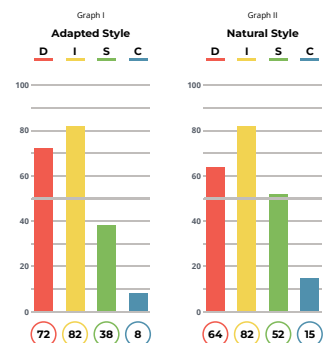 Graph I
Adapted Style
D I S C
100
80
60
40
20
0
72 82 38 8
Graph II
Natural Style
D I S C
100
80
60
40
20
0
64 82 52 15